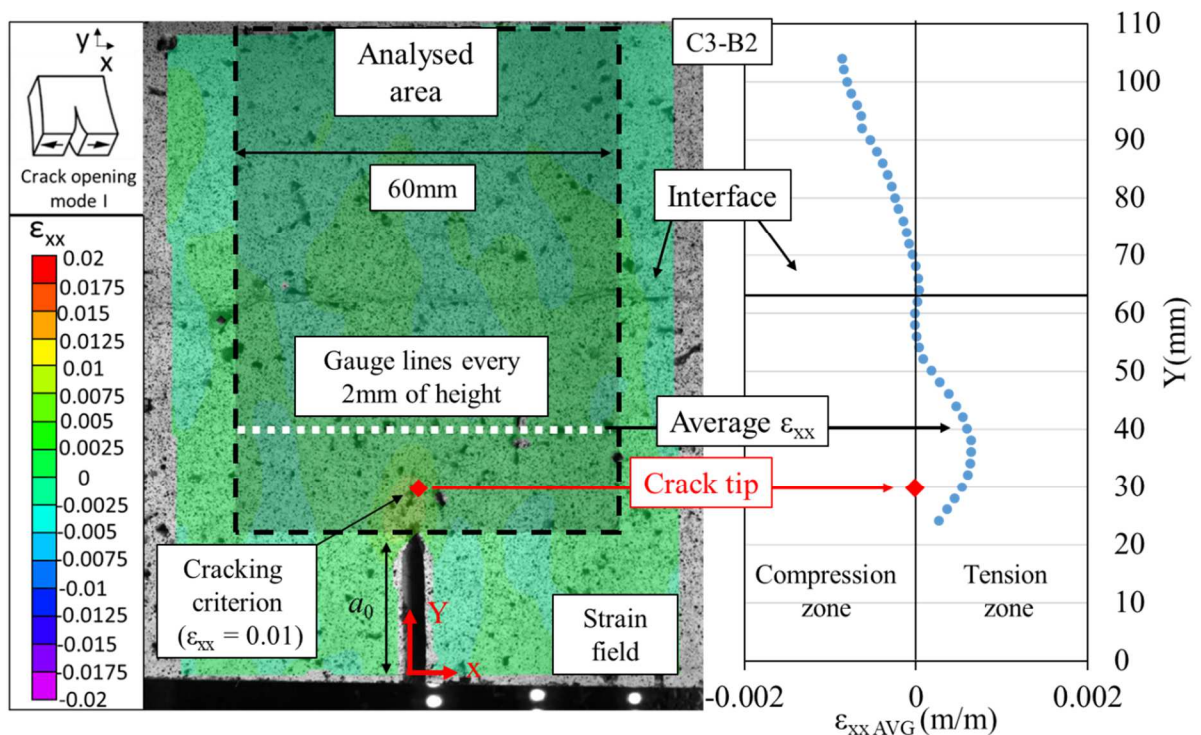 y
x
Crack opening
mode I
εxx
0.02
0.0175
0.015
0.0125
0.01
0.0075
0.005
0.0025
0
-0.0025
-0.005
-0.0075
-0.01
-0.0125
-0.015
-0.0175
-0.02
Analysed
area
60mm
Gauge lines every
2mm of height
Cracking
criterion
(εxx = 0.01)
a0
Y
x
Strain
field
Interface
Average εxx
Crack tip
C3-B2
Compression
zone
Tension
zone
110
100
90
80
70
60
50
40
30
20
10
0
Y(mm)
-0.002
0
0.002
εxx AVG (m/m)